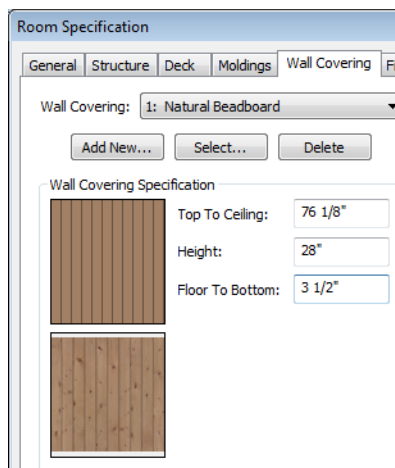 Room Specification
General Structure Deck Moldings Wall Covering
Wall Covering: 1: Natural Beadboard
Add New... Select... Delete
Wall Covering Specification
Top To Ceiling: 76 1/8"
Height: 28"
Floor To Bottom: 3 1/2"